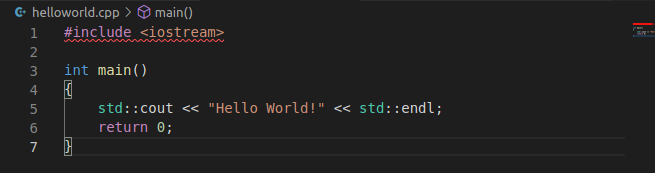 helloworld.cpp > main()
1 #include <iostream>
2
3 int main()
4 {
5     std::cout << "Hello World!" << std::endl;
6     return 0;
7 }